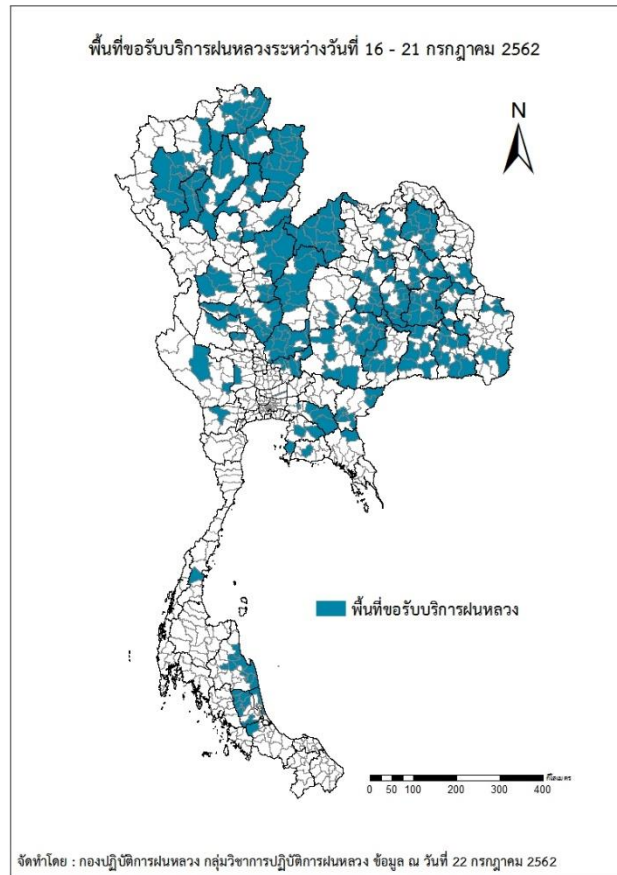 พื้นที่ขอรับบริการฝนหลวงระหว่างวันที่ 16 - 21 กรกฎาคม 2562
N
พื้นที่ขอรับบริการฝนหลวง
กิโลเมตร
0 50 100 200 300 400
จัดทำโดย : กองปฏิบัติการฝนหลวง กลุ่มวิชาการปฏิบัติการฝนหลวง ข้อมูล ณ วันที่ 22 กรกฎาคม 2562